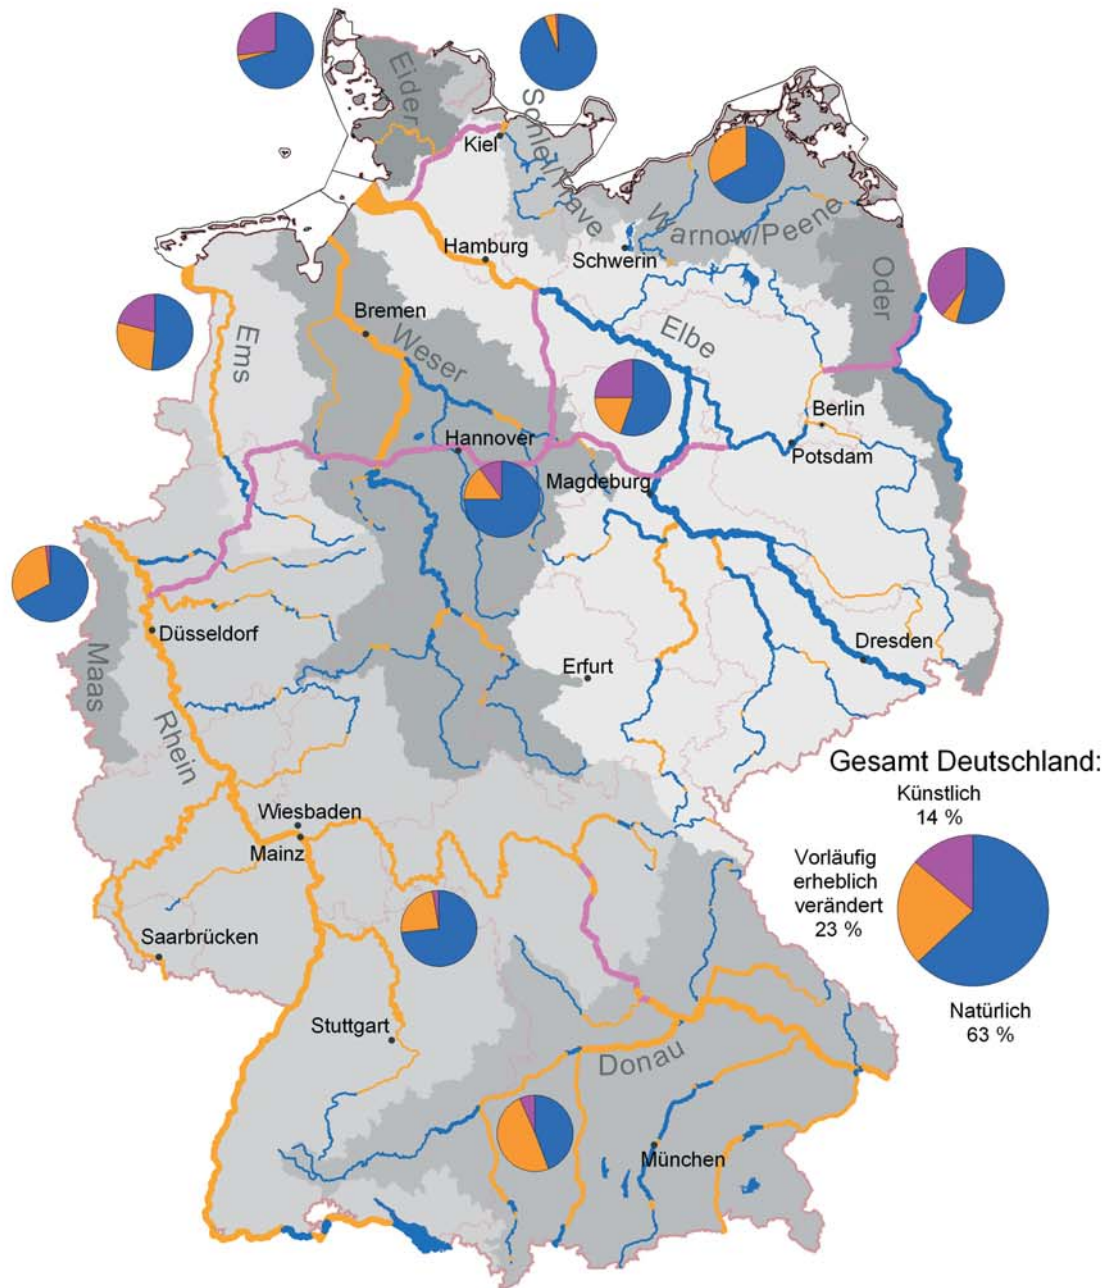 Eider
Schlei/Trave
Kiel
Warnow/Peene
Hamburg
Schwerin
Oder
Bremen
Ems
Weser
Elbe
Berlin
Hannover
Potsdam
Magdeburg
Düsseldorf
Dresden
Maas
Erfurt
Rhein
Gesamt Deutschland:
Künstlich
14 %
Vorläufig
erheblich
verändert
23 %
Natürlich
63 %
Wiesbaden
Mainz
Saarbrücken
Stuttgart
Donau
München